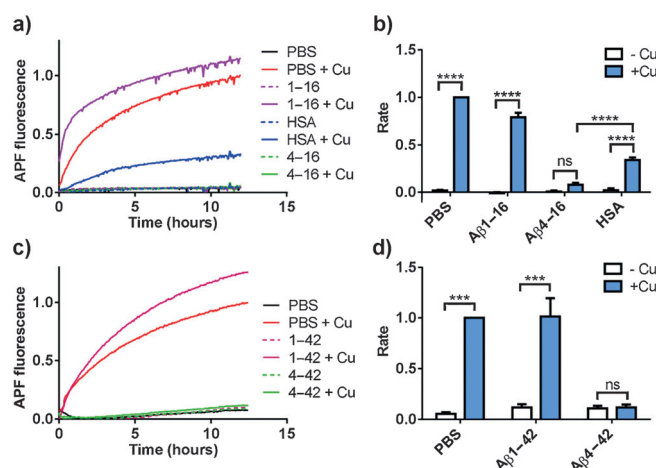 a)
APF fluorescence
1.0
0.5
0.0
0 5 10 15
Time (hours)
PBS
PBS + Cu
1–16
1–16 + Cu
HSA
HSA + Cu
4–16
4–16 + Cu
b)
Rate
1.5
1.0
0.5
0.0
- Cu
+Cu
**** **** ns **** ****
PBS Aβ1–16 Aβ4–16 HSA
c)
APF fluorescence
1.0
0.5
0.0
0 5 10 15
Time (hours)
PBS
PBS + Cu
1–42
1–42 + Cu
4–42
4–42 + Cu
d)
Rate
1.5
1.0
0.5
0.0
- Cu
+Cu
*** *** ns
PBS Aβ1–42 Aβ4–42